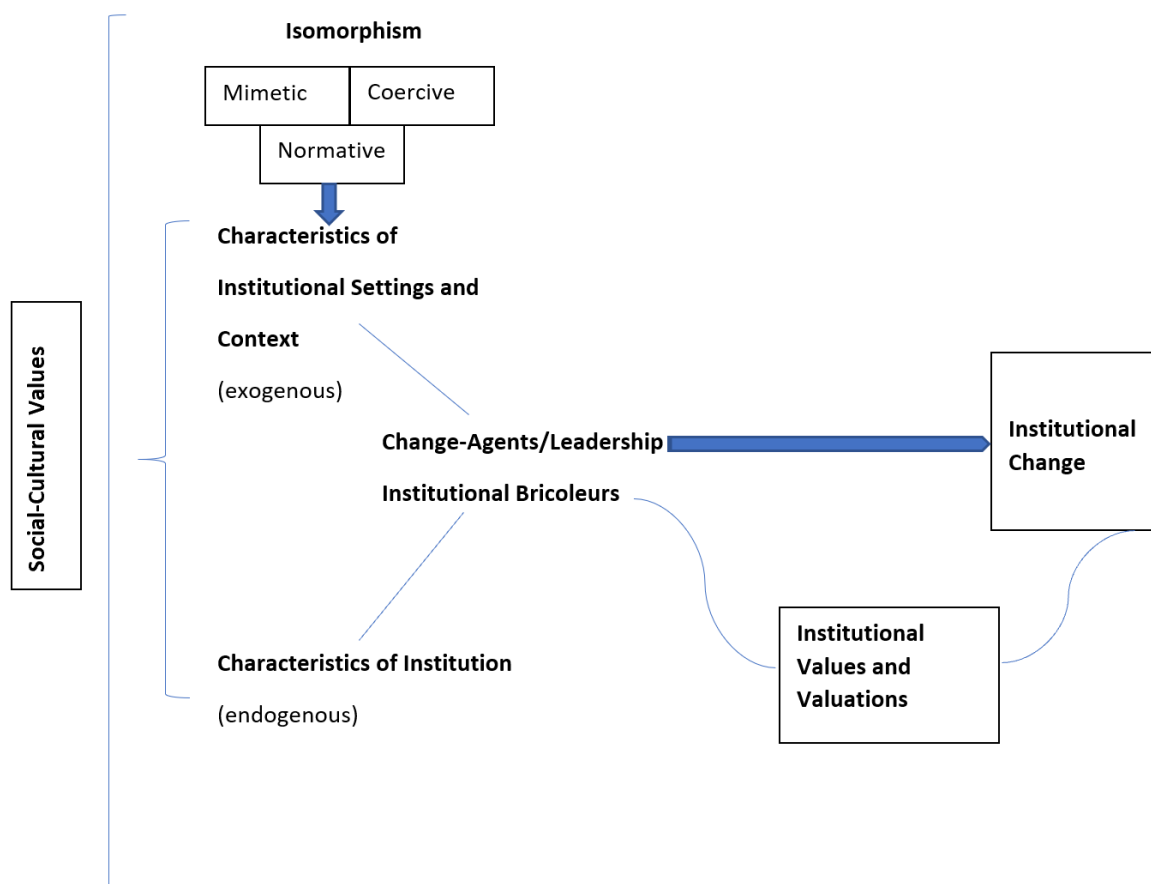 Isomorphism
Mimetic
Coercive
Normative
Characteristics of
Institutional Settings and
Context
(exogenous)
Social-Cultural Values
Change-Agents/Leadership
Institutional Bricoleurs
Institutional
Change
Characteristics of Institution
(endogenous)
Institutional
Values and
Valuations